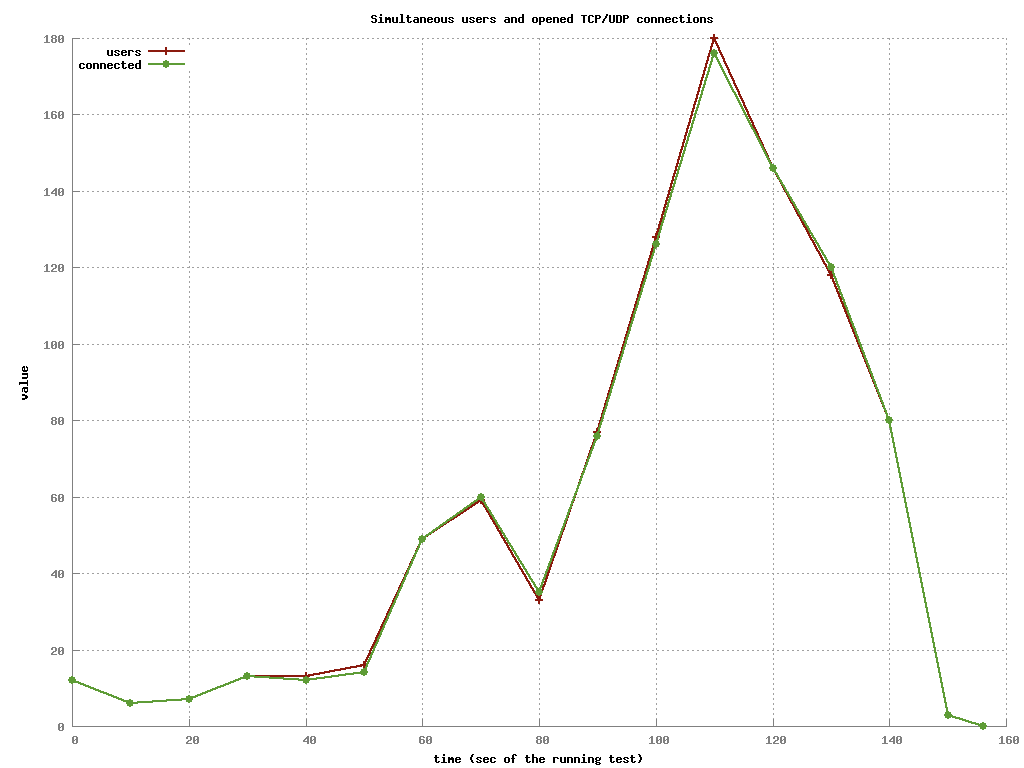 Simultaneous users and opened TCP/UDP connections
users
connected
180
160
140
120
100
80
60
40
20
0
value
0 20 40 60 80 100 120 140 160
time (sec of the running test)